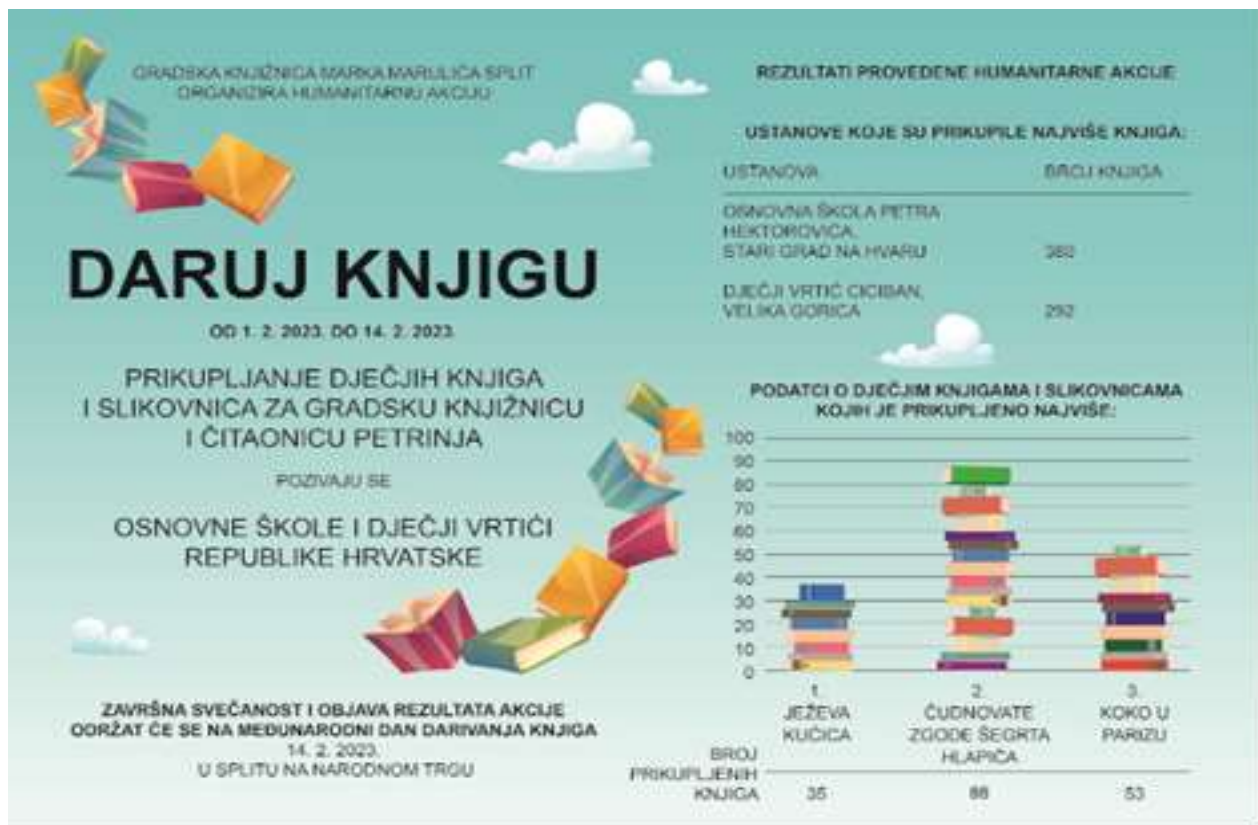 GRADSKA KNJIŽNICA MARKA MARULIĆA SPLIT
ORGANIZIRA HUMANITARNU AKCIJU
DARUJ KNJIGU
OD 1. 2. 2023. DO 14. 2. 2023.
PRIKUPLJANJE DJEČJIH KNJIGA
I SLIKOVNICA ZA GRADSKU KNJIŽNICU
I ČITAONICU PETRINJA
POZIVAJU SE
OSNOVNE ŠKOLE I DJEČJI VRTIĆI
REPUBLIKE HRVATSKE
ZAVRŠNA SVEČANOST I OBJAVA REZULTATA AKCIJE
ODRŽAT ĆE SE NA MEĐUNARODNI DAN DARIVANJA KNJIGA
14. 2. 2023.
U SPLITU NA NARODNOM TRGU
REZULTATI PROVEDENE HUMANITARNE AKCIJE
USTANOVE KOJE SU PRIKUPILE NAJVIŠE KNJIGA:
USTANOVA BROJ KNJIGA
OSNOVNA ŠKOLA PETRA
HEKTOROVIĆA,
STARI GRAD NA HVARU
DJEČJI VRTIĆ CICIBAN,
VELIKA GORICA 292
PODATCI O DJEČJIM KNJIGAMA I SLIKOVNICAMA
KOJIH JE PRIKUPLJENO NAJVIŠE:
100
90
80
70
60
50
40
30
20
10
0
1. 2. 3.
JEŽEVA ČUDNOVATE KOKO U
KUĆICA ZGODE ŠEGRTA PARIZU
HLAPIĆA
BROJ
PRIKUPLJENIH
KNJIGA 35 88 53